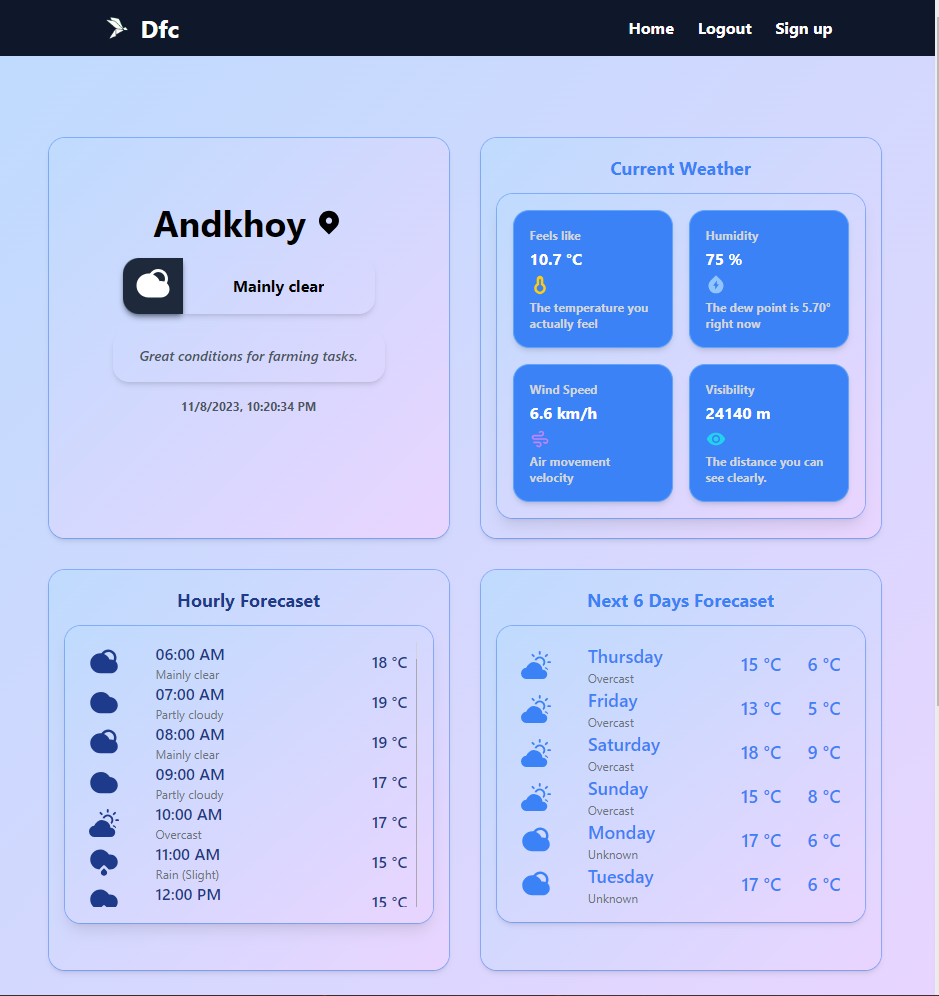 Dfc
Home Logout Sign up
Andkhoy
Mainly clear
Great conditions for farming tasks.
11/8/2023, 10:20:34 PM
Current Weather
Feels like
10.7 °C
The temperature you
actually feel
Humidity
75 %
The dew point is 5.70°
right now
Wind Speed
6.6 km/h
Air movement
velocity
Visibility
24140 m
The distance you can
see clearly.
Hourly Forecaset
06:00 AM 18 °C
Mainly clear
07:00 AM 19 °C
Partly cloudy
08:00 AM 19 °C
Mainly clear
09:00 AM 17 °C
Partly cloudy
10:00 AM 17 °C
Overcast
11:00 AM 15 °C
Rain (Slight)
12:00 PM 15 °C
Next 6 Days Forecaset
Thursday 15 °C 6 °C
Overcast
Friday 13 °C 5 °C
Overcast
Saturday 18 °C 9 °C
Overcast
Sunday 15 °C 8 °C
Overcast
Monday 17 °C 6 °C
Unknown
Tuesday 17 °C 6 °C
Unknown